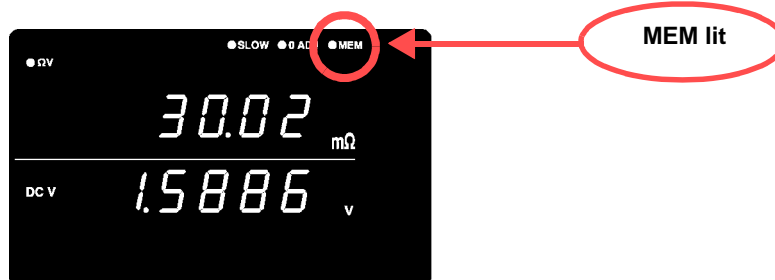 MEM lit
SLOW 0 AD MEM
ΩV
30.02 mΩ
DC V 1.5886 V